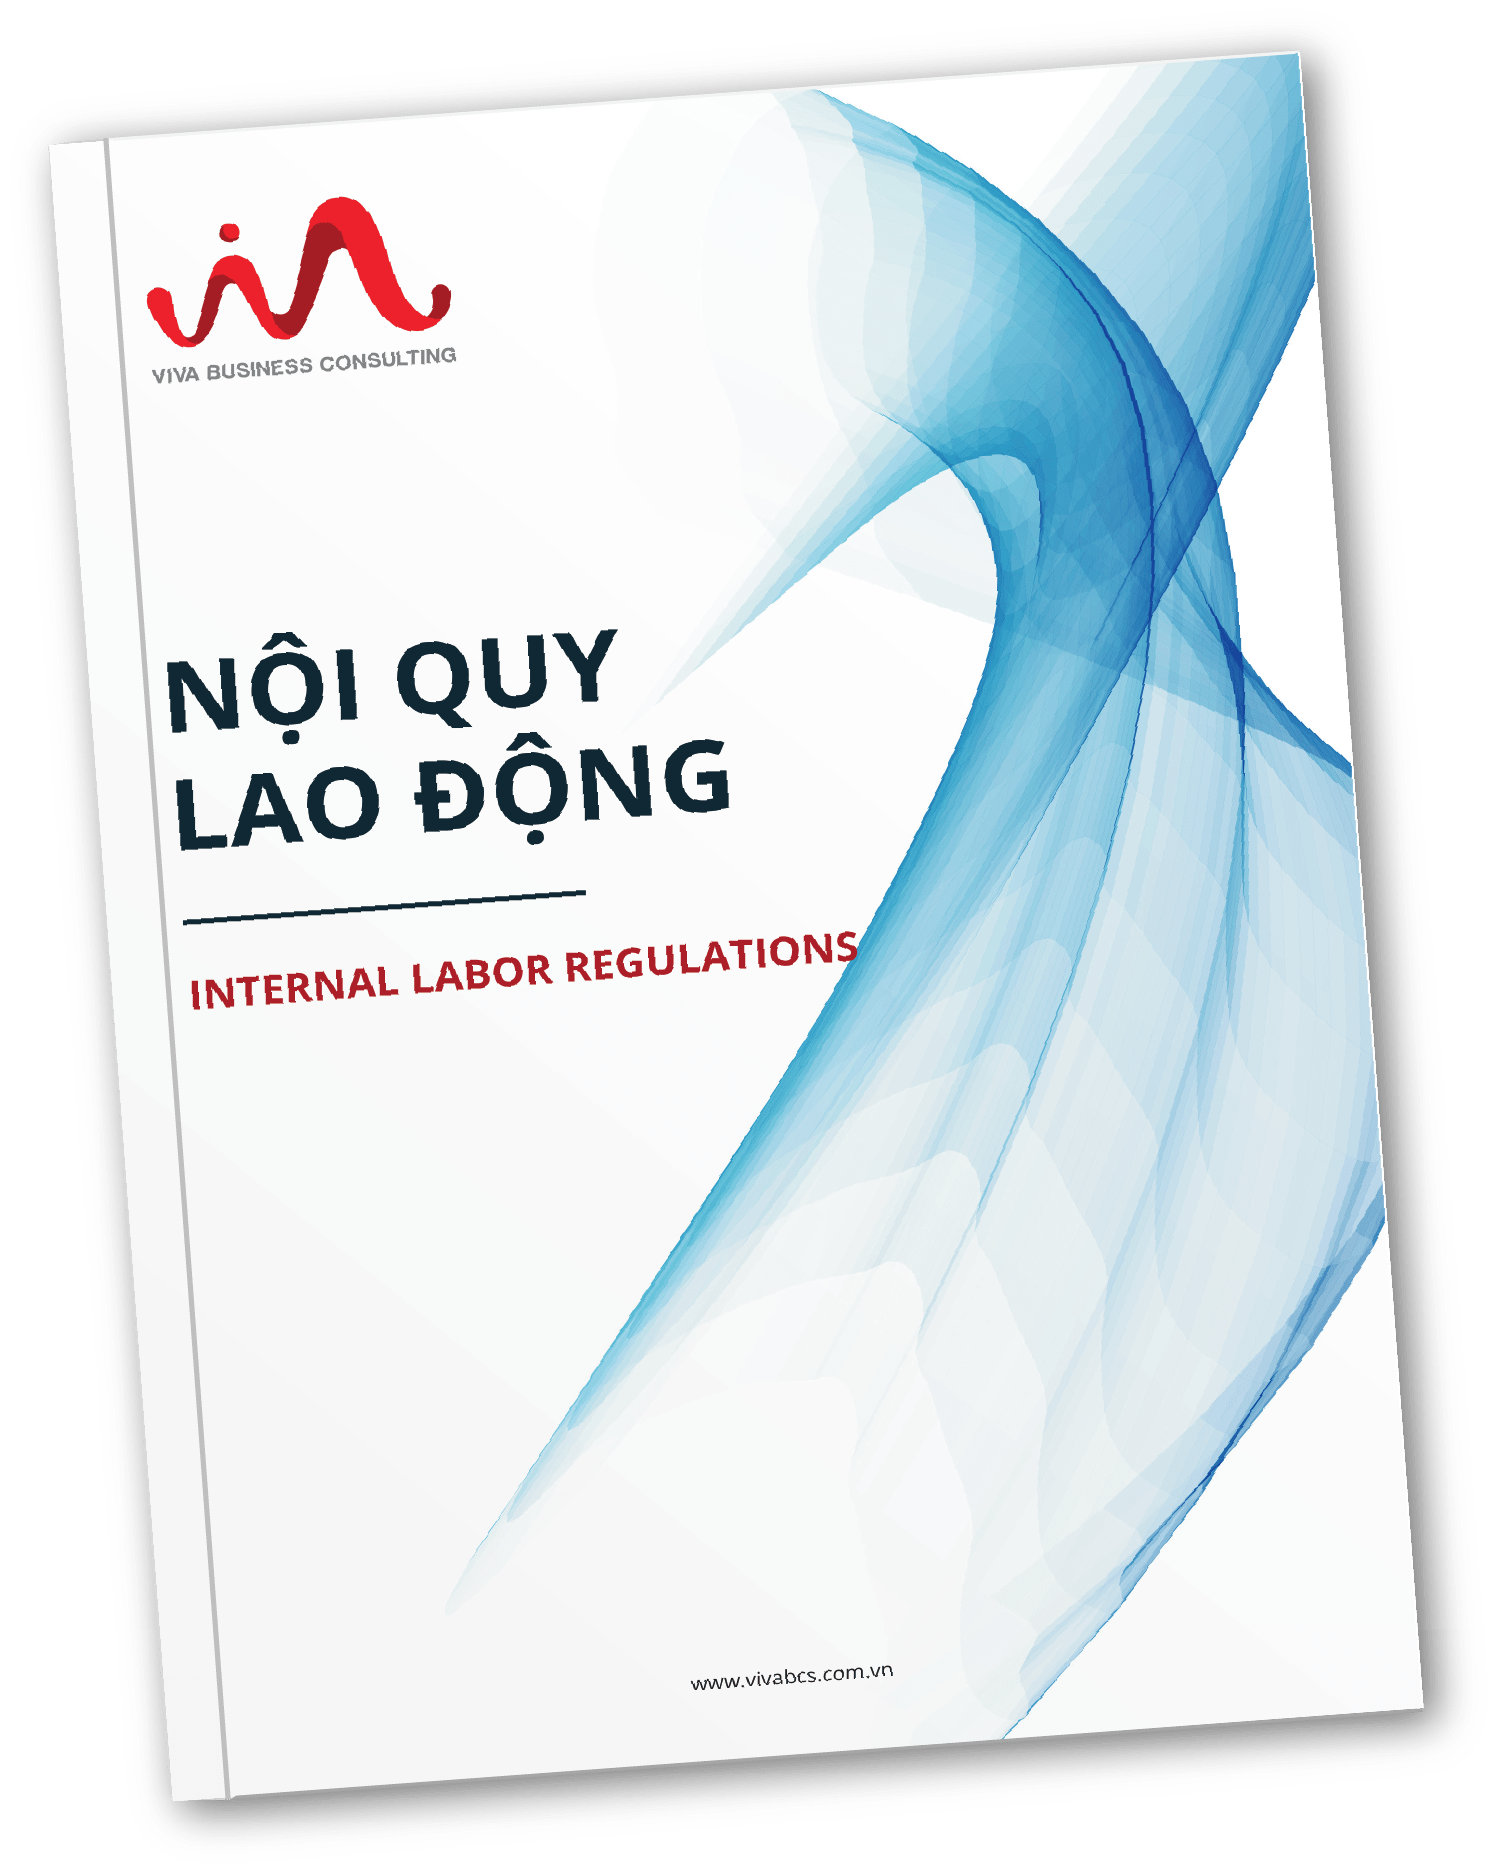 VIVA BUSINESS CONSULTING
NỘI QUY
LAO ĐỘNG
INTERNAL LABOR REGULATIONS
www.vivabcs.com.vn